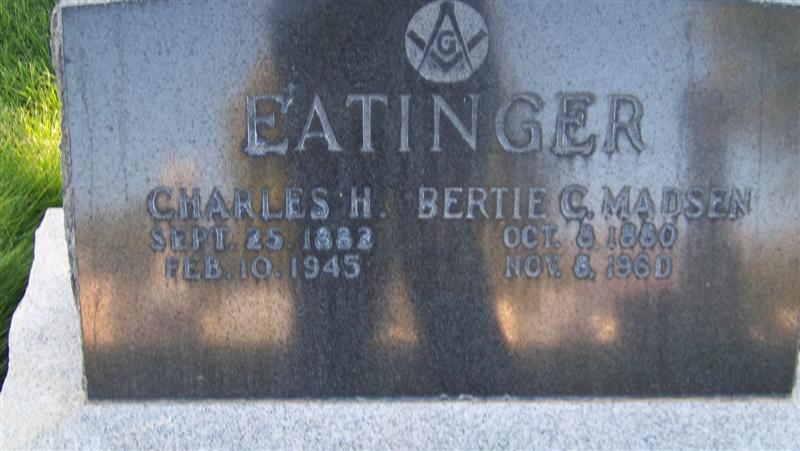 G
EATINGER
CHARLES H. BERTIE C. MADSEN
SEPT. 25. 1882 OCT. 8. 1880
FEB. 10. 1945 NOV. 8, 1960